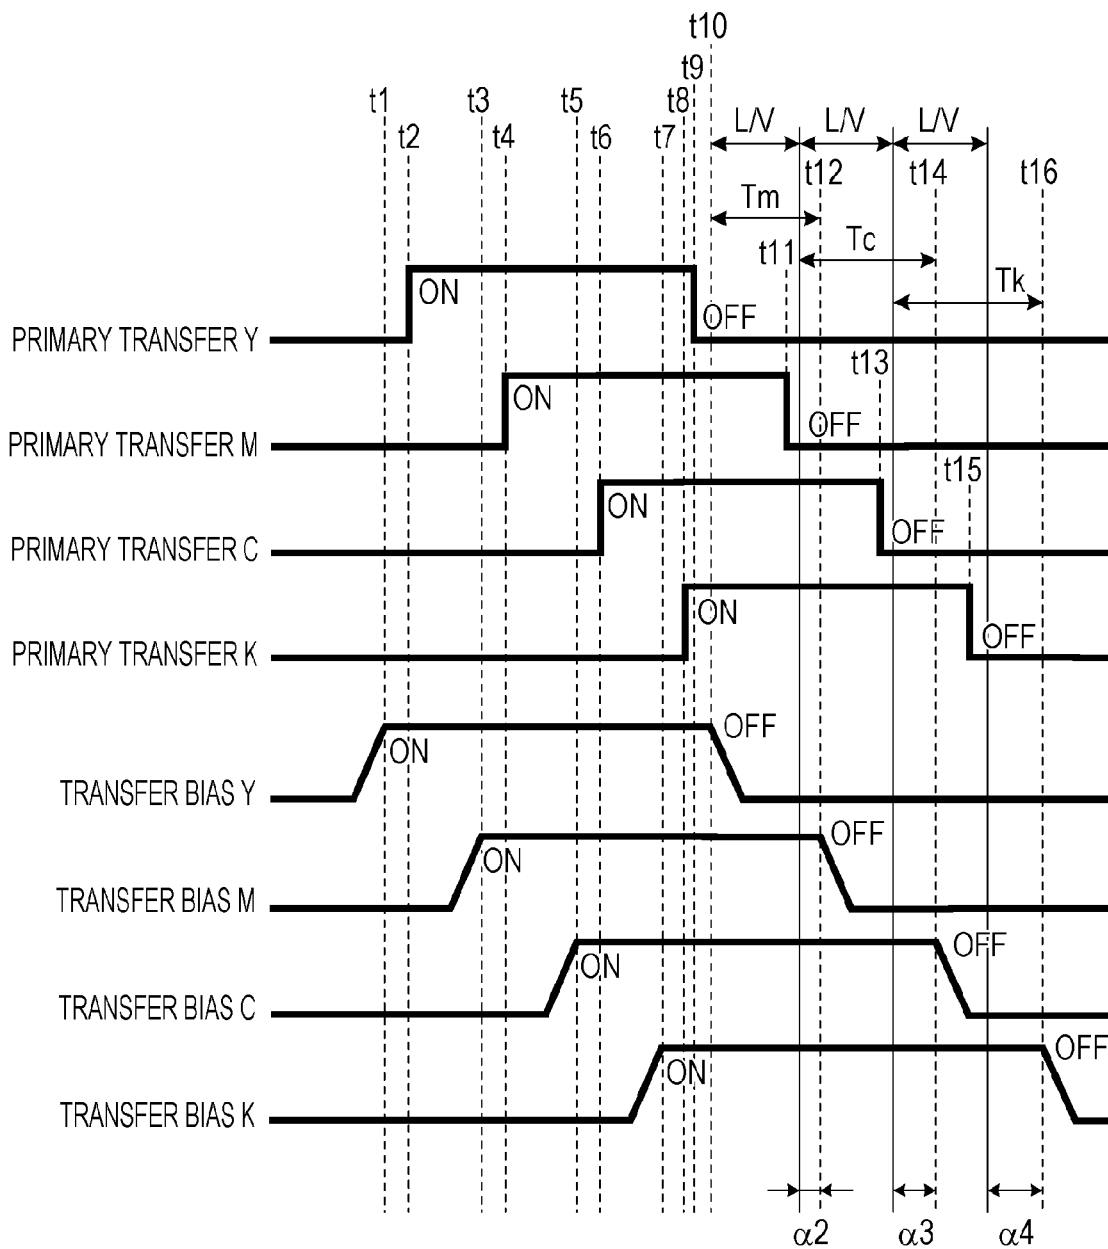 t10
t9
t1 t3 t5 t8 L/V L/V L/V
t2 t4 t6 t7 t12 t14 t16
Tm
t11 Tc
Tk
ON OFF
PRIMARY TRANSFER Y
t13
ON OFF
PRIMARY TRANSFER M
t15
ON OFF
PRIMARY TRANSFER C
ON OFF
PRIMARY TRANSFER K
ON OFF
TRANSFER BIAS Y
ON OFF
TRANSFER BIAS M
ON OFF
TRANSFER BIAS C
ON OFF
TRANSFER BIAS K
α2 α3 α4